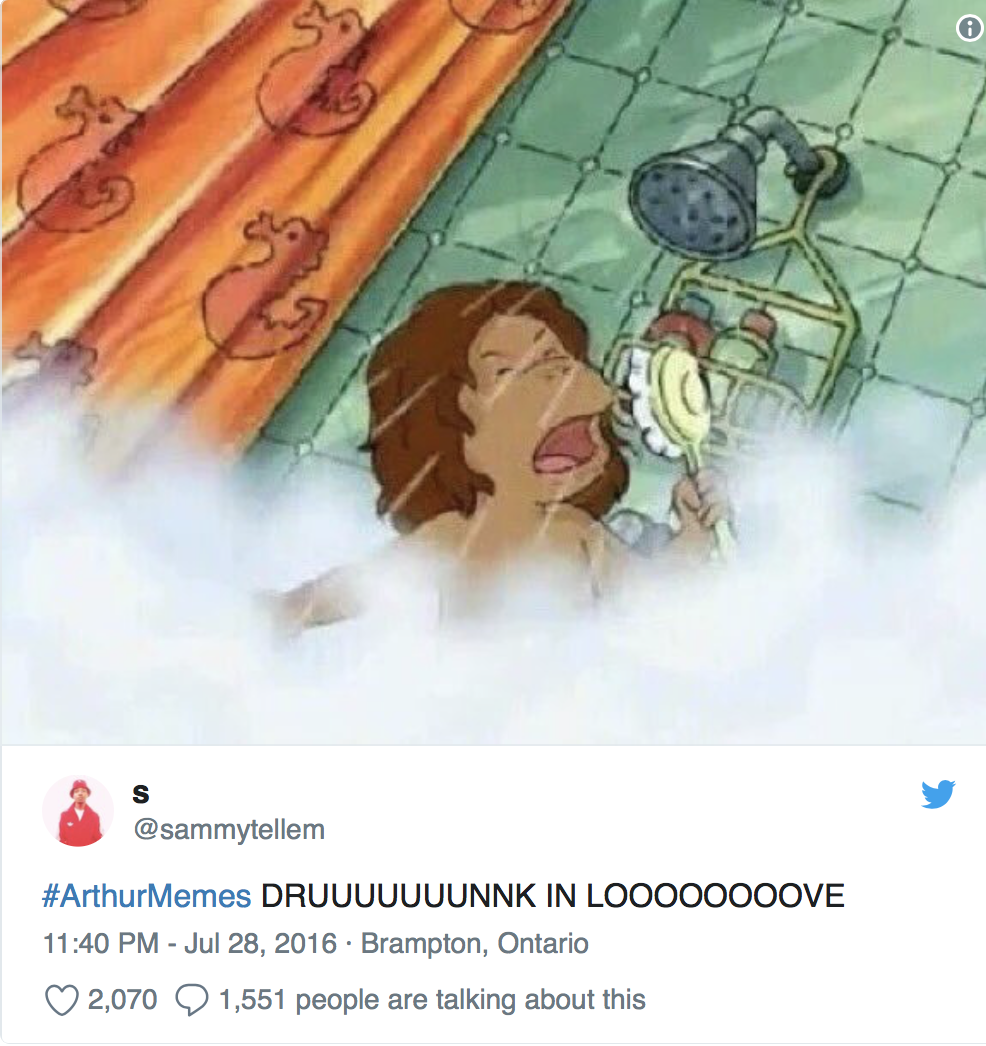 s
@sammytellem
#ArthurMemes DRUUUUUUUNNK IN LOOOOOOOOVE
11:40 PM - Jul 28, 2016 · Brampton, Ontario
2,070 1,551 people are talking about this